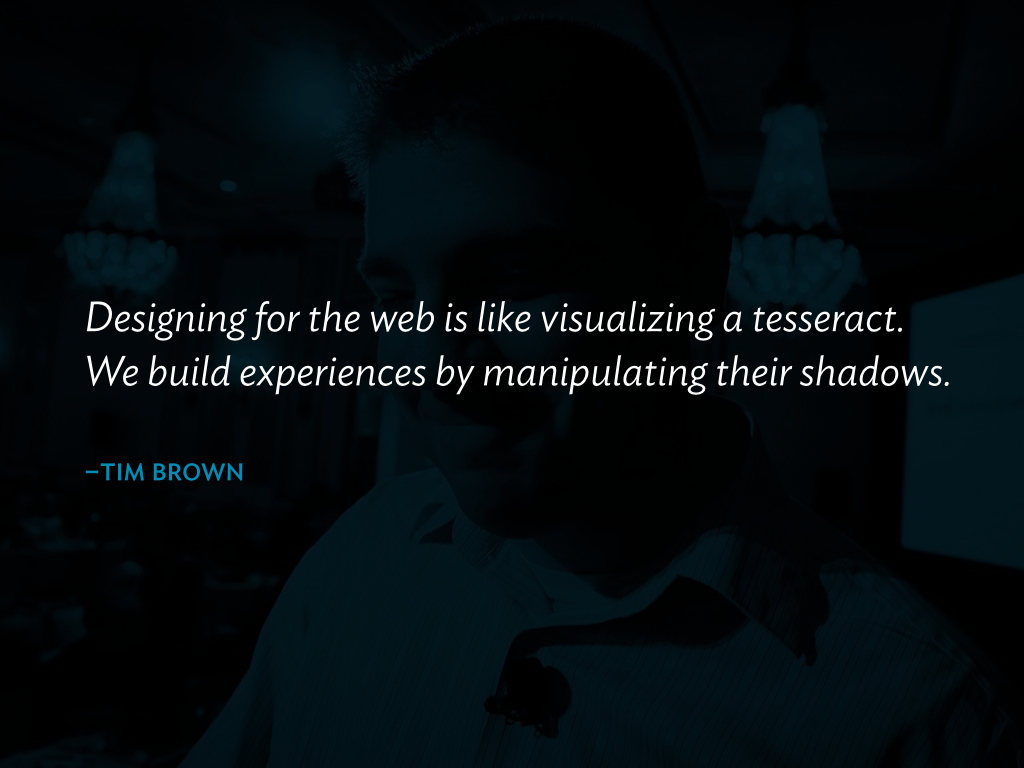 Designing for the web is like visualizing a tesseract.
We build experiences by manipulating their shadows.
–TIM BROWN